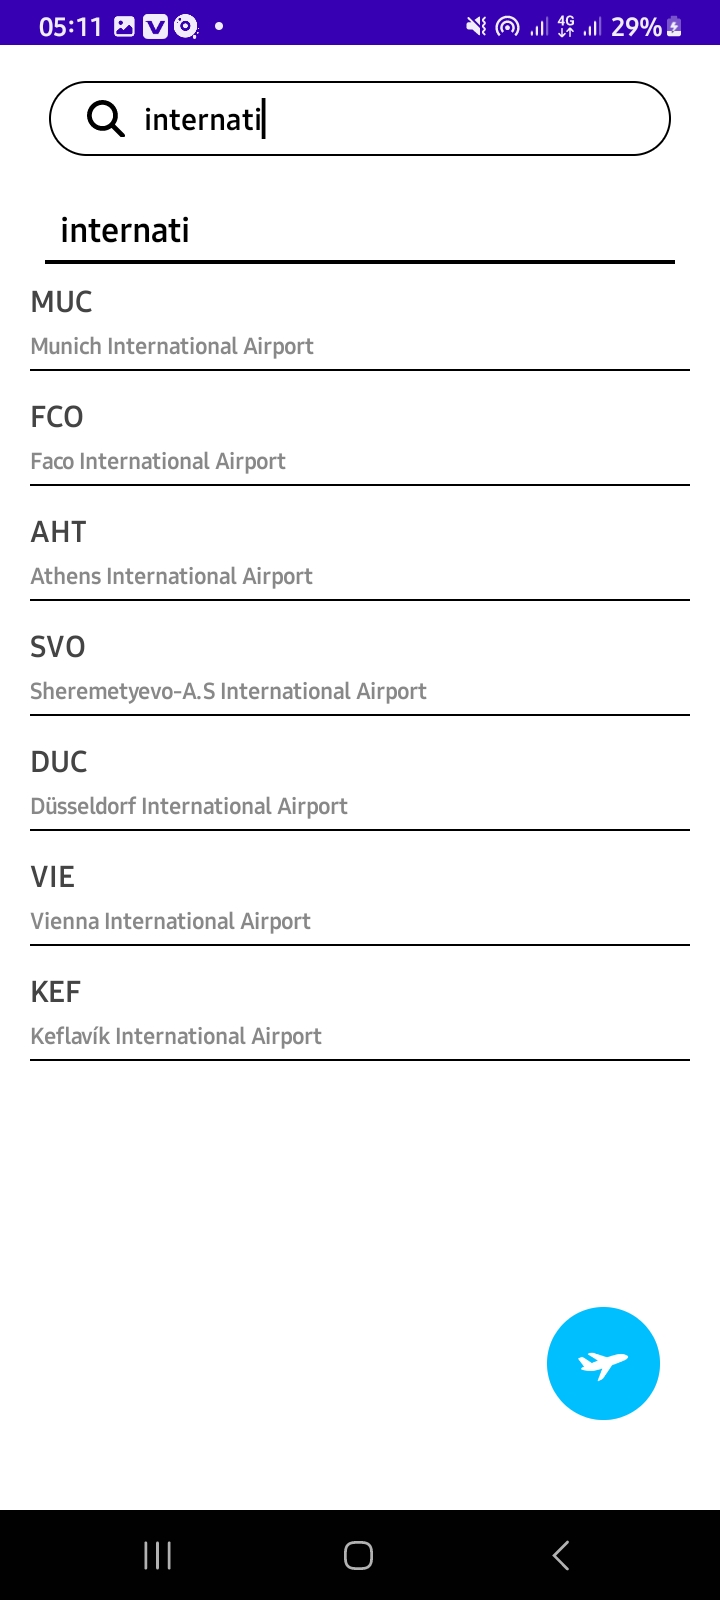 05:11
4G
29%
internati
internati
MUC
Munich International Airport
FCO
Faco International Airport
AHT
Athens International Airport
SVO
Sheremetyevo-A.S International Airport
DUC
Düsseldorf International Airport
VIE
Vienna International Airport
KEF
Keflavík International Airport